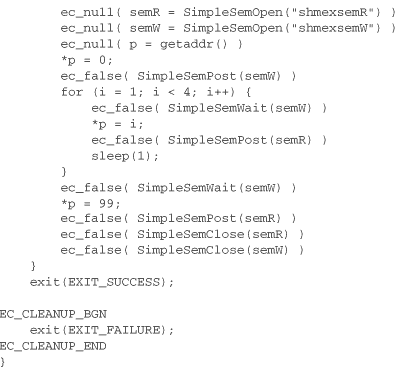 ec_null( semR = SimpleSemOpen("shmexsemR") )
ec_null( semW = SimpleSemOpen("shmexsemW") )
ec_null( p = getaddr() )
*p = 0;
ec_false( SimpleSemPost(semW) )
for (i = 1; i < 4; i++) {
ec_false( SimpleSemWait(semW) )
*p = i;
ec_false( SimpleSemPost(semR) )
sleep(1);
}
ec_false( SimpleSemWait(semW) )
*p = 99;
ec_false( SimpleSemPost(semR) )
ec_false( SimpleSemClose(semR) )
ec_false( SimpleSemClose(semW) )
}
exit(EXIT_SUCCESS);
EC_CLEANUP_BGN
exit(EXIT_FAILURE);
EC_CLEANUP_END
}